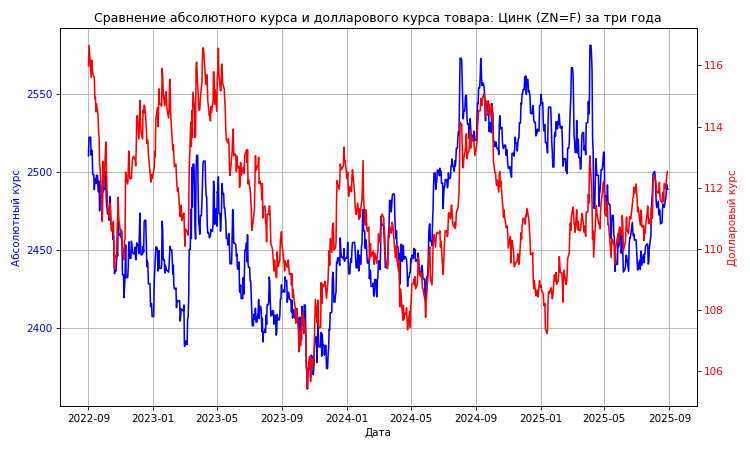 Сравнение абсолютного курса и долларового курса товара: Цинк (ZN=F) за три года
Абсолютный курс
2550
2500
2450
2400
116
114
112
110
108
106
Долларовый курс
2022-09 2023-01 2023-05 2023-09 2024-01 2024-05 2024-09 2025-01 2025-05 2025-09
Дата